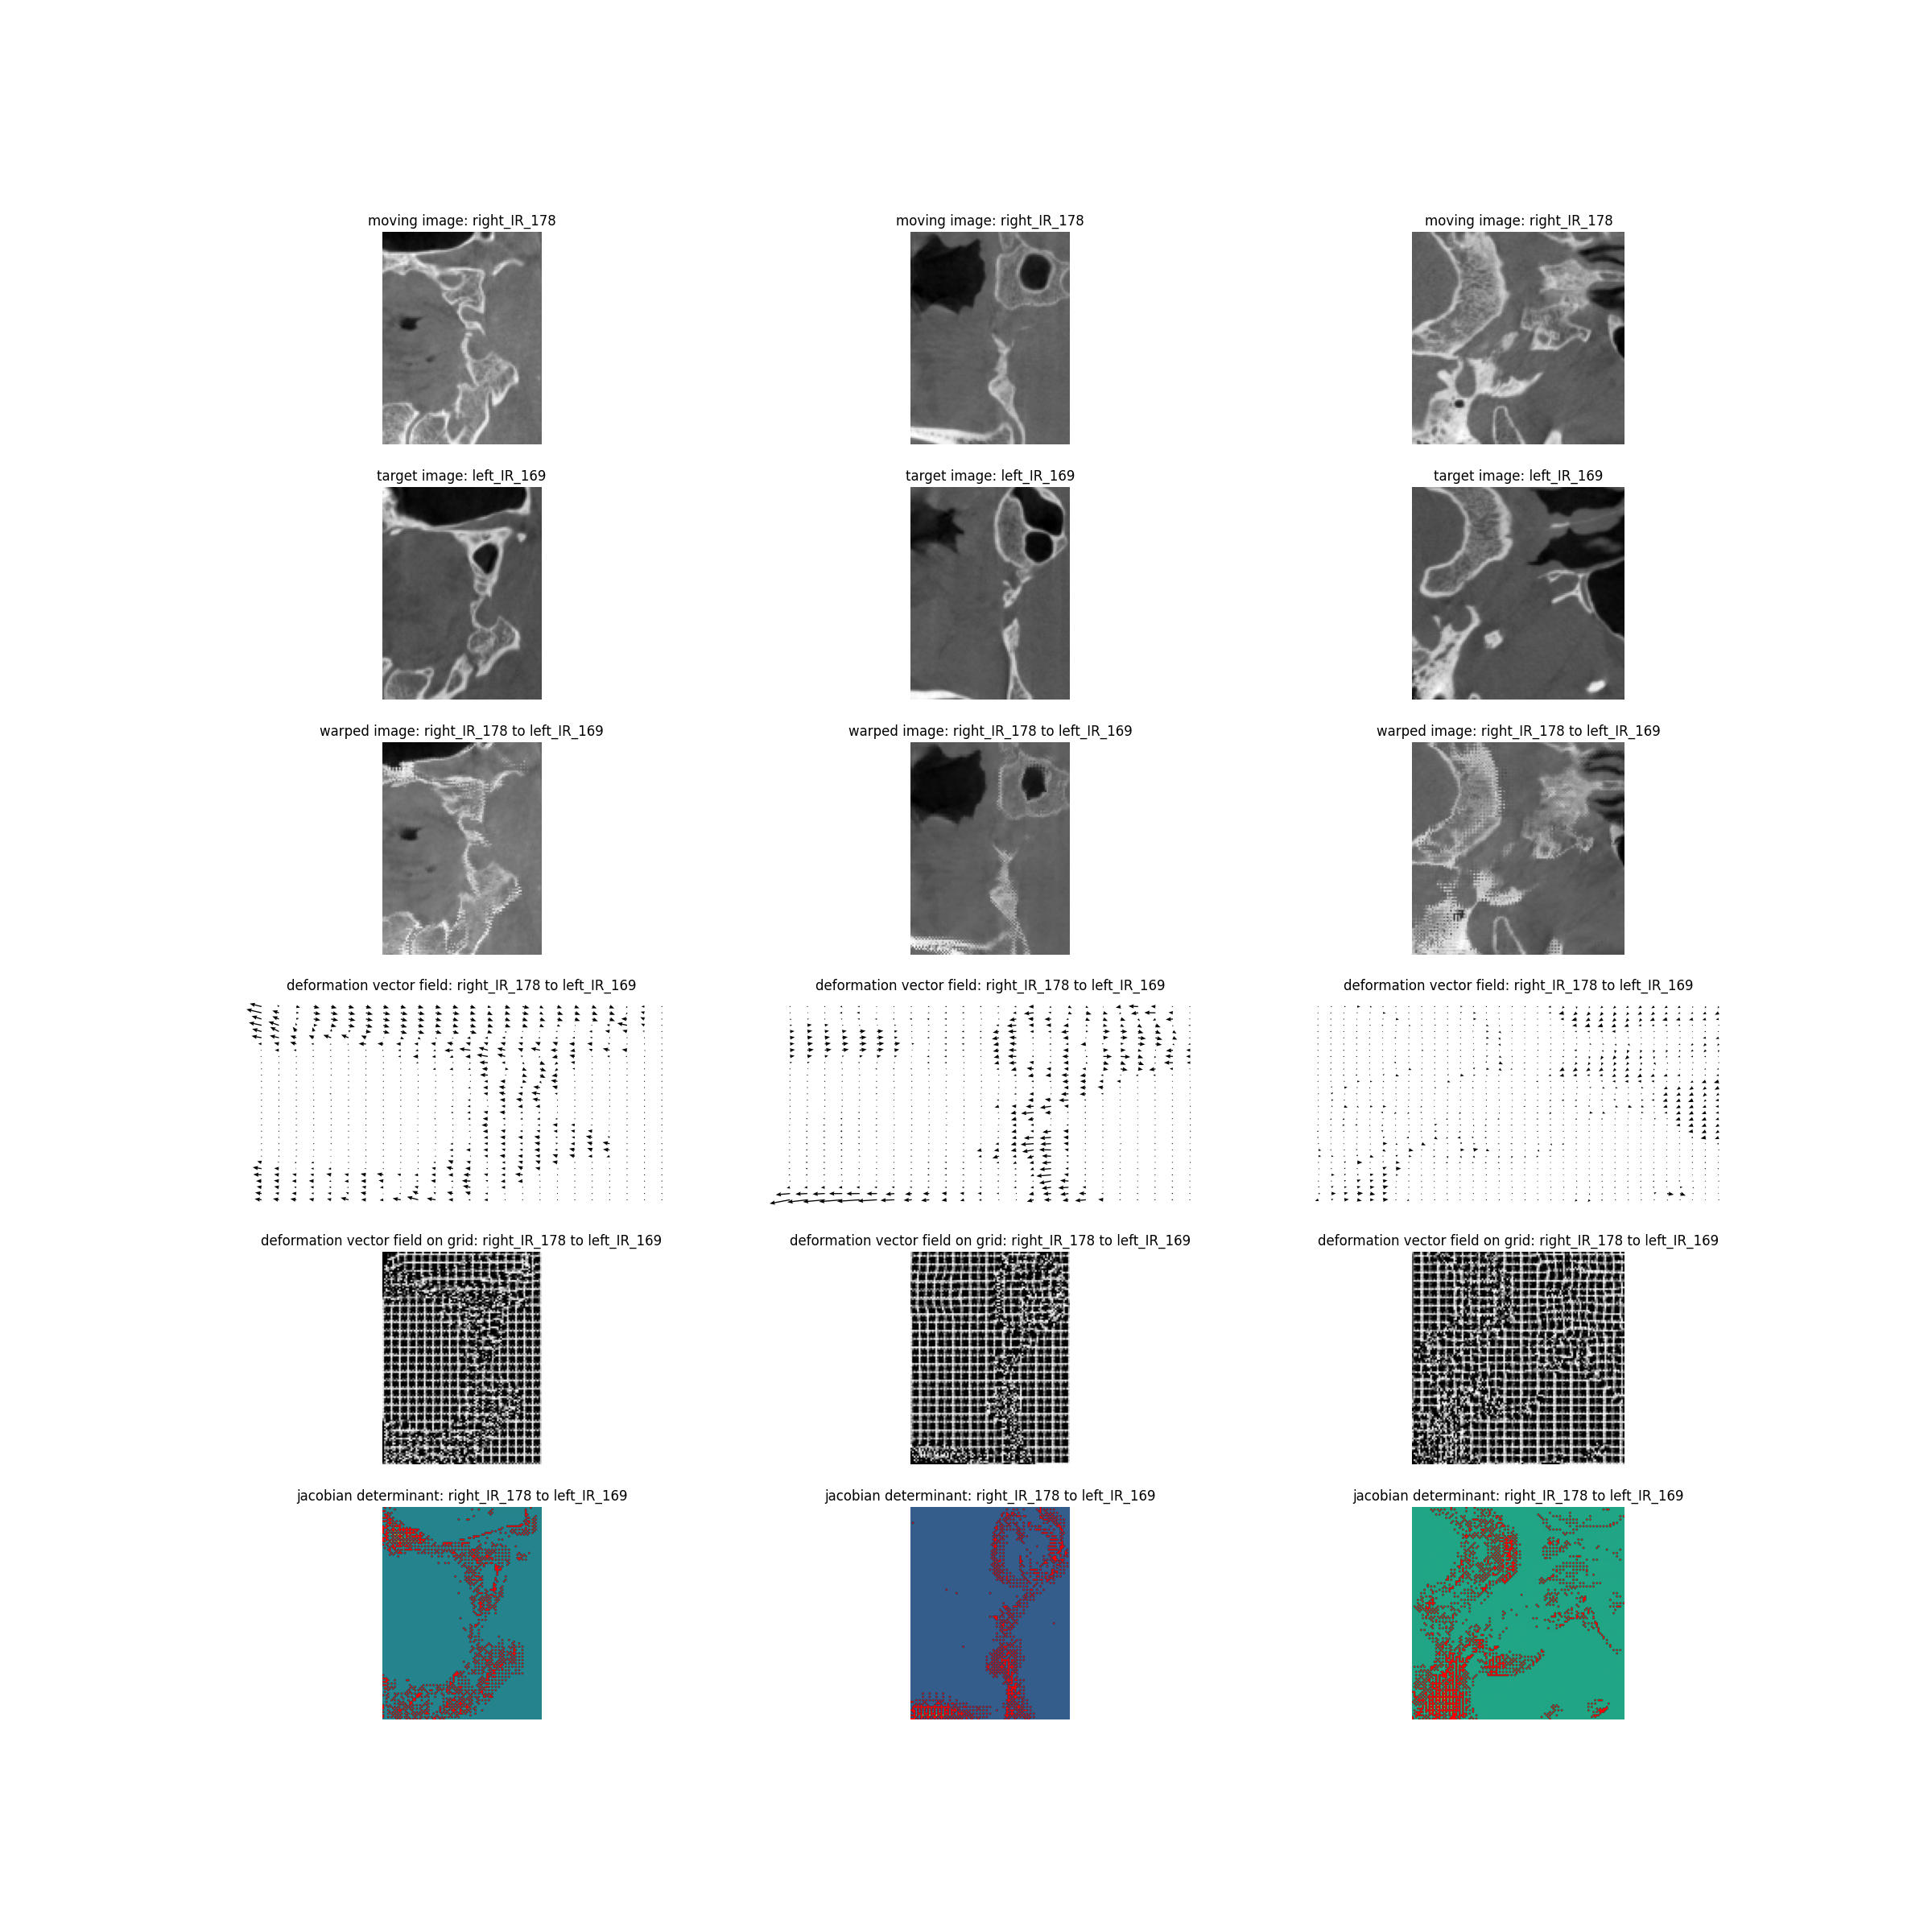 moving image: right_IR_178
moving image: right_IR_178
moving image: right_IR_178
target image: left_IR_169
target image: left_IR_169
target image: left_IR_169
warped image: right_IR_178 to left_IR_169
warped image: right_IR_178 to left_IR_169
warped image: right_IR_178 to left_IR_169
deformation vector field: right_IR_178 to left_IR_169
deformation vector field: right_IR_178 to left_IR_169
deformation vector field: right_IR_178 to left_IR_169
deformation vector field on grid: right_IR_178 to left_IR_169
deformation vector field on grid: right_IR_178 to left_IR_169
deformation vector field on grid: right_IR_178 to left_IR_169
jacobian determinant: right_IR_178 to left_IR_169
jacobian determinant: right_IR_178 to left_IR_169
jacobian determinant: right_IR_178 to left_IR_169